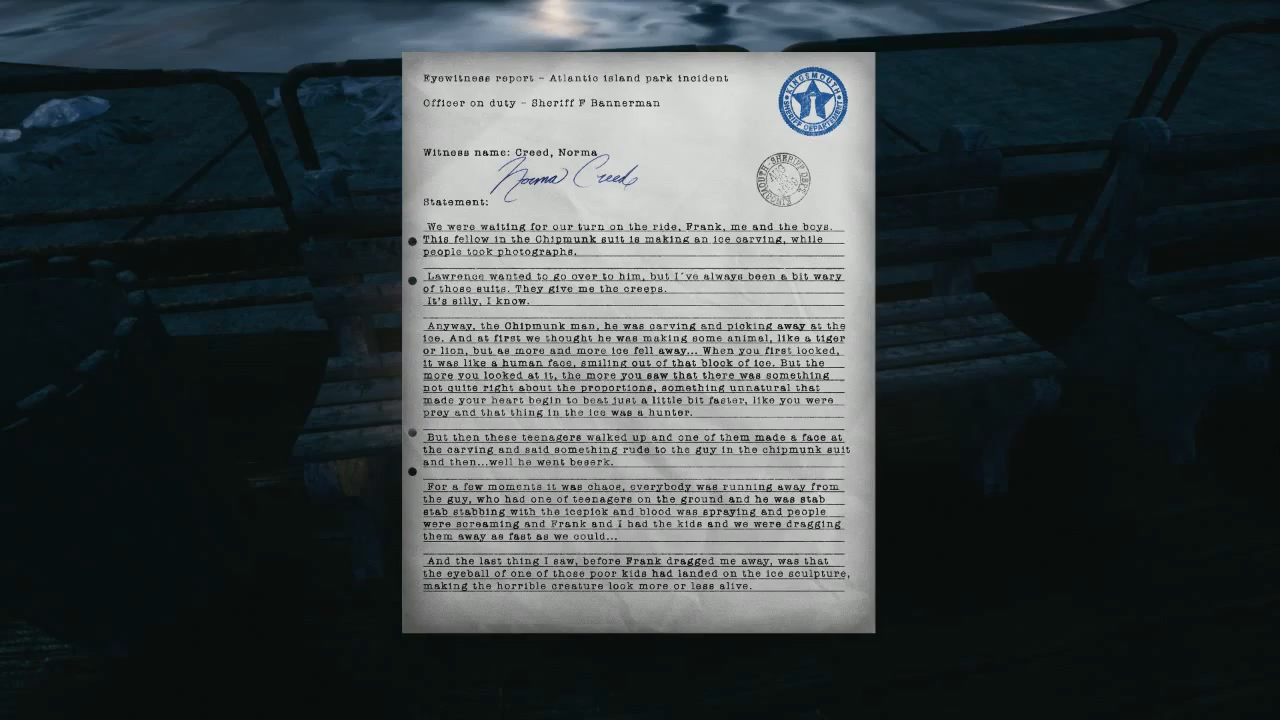 Eyewitness report - Atlantic island park incident
Officer on duty - Sheriff F Bannerman
KINGSMOUTH
SHERIFF DEPARTMENT
Witness name: Creed, Norma
Norma Creed
KINGSMOUTH SHERIFF DEPT
Statement:
We were waiting for our turn on the ride, Frank, me and the boys.
This fellow in the Chipmunk suit is making an ice carving, while
people took photographs.
Lawrence wanted to go over to him, but I've always been a bit wary
of those suits. They give me the creeps.
It's silly, I know.
Anyway, the Chipmunk man, he was carving and picking away at the
ice. And at first we thought he was making some animal, like a tiger
or lion, but as more and more ice fell away... When you first looked,
it was like a human face, smiling out of that block of ice. But the
more you looked at it, the more you saw that there was something
not quite right about the proportions, something unnatural that
made your heart begin to beat just a little bit faster, like you were
prey and that thing in the ice was a hunter.
But then these teenagers walked up and one of them made a face at
the carving and said something rude to the guy in the chipmunk suit
and then...well he went beserk.
For a few moments it was chaos, everybody was running away from
the guy, who had one of teenagers on the ground and he was stab
stab stabbing with the icepick and blood was spraying and people
were screaming and Frank and I had the kids and we were dragging
them away as fast as we could...
And the last thing I saw, before Frank dragged me away, was that
the eyeball of one of those poor kids had landed on the ice sculpture,
making the horrible creature look more or less alive.